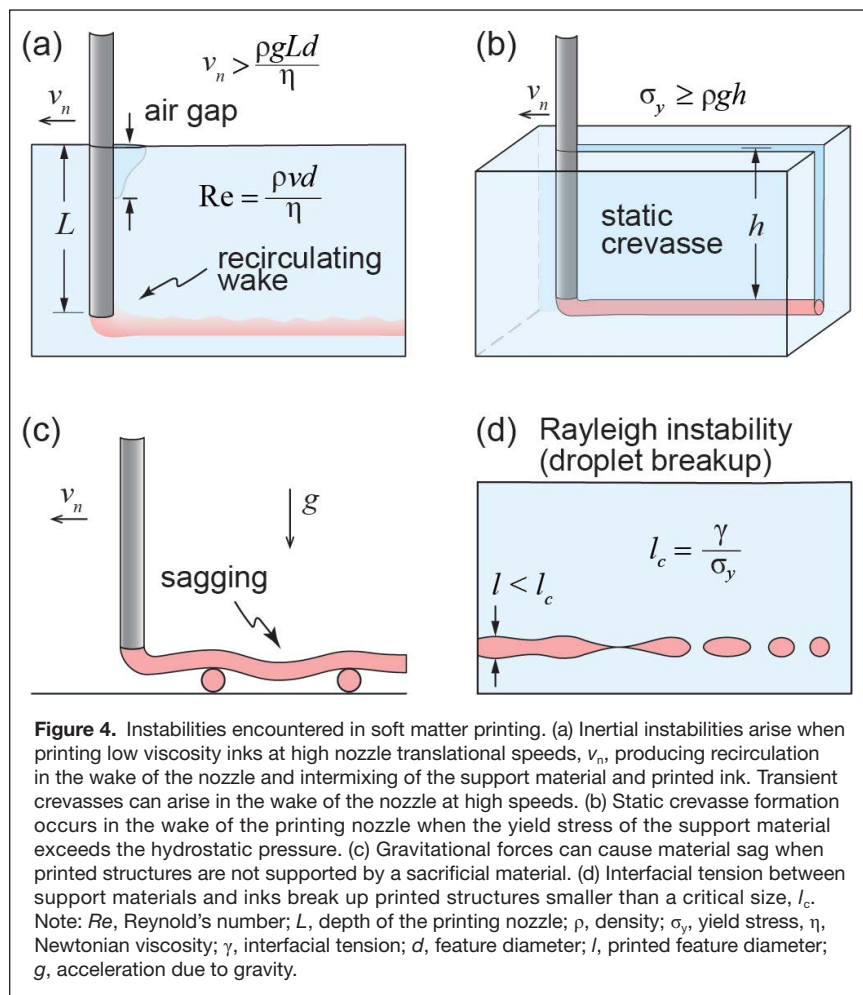 (a)
vₙ > ρgLd/η
vₙ
air gap
Re = ρvd/η
L
recirculating
wake
(b)
vₙ
σ_y ≥ ρgh
static
crevasse
h
(c)
vₙ
g
sagging
(d) Rayleigh instability
(droplet breakup)
l_c = γ/σ_y
l < l_c
Figure 4. Instabilities encountered in soft matter printing. (a) Inertial instabilities arise when
printing low viscosity inks at high nozzle translational speeds, vₙ, producing recirculation
in the wake of the nozzle and intermixing of the support material and printed ink. Transient
crevasses can arise in the wake of the nozzle at high speeds. (b) Static crevasse formation
occurs in the wake of the printing nozzle when the yield stress of the support material
exceeds the hydrostatic pressure. (c) Gravitational forces can cause material sag when
printed structures are not supported by a sacrificial material. (d) Interfacial tension between
support materials and inks break up printed structures smaller than a critical size, l_c.
Note: Re, Reynold's number; L, depth of the printing nozzle; ρ, density; σ_y, yield stress, η,
Newtonian viscosity; γ, interfacial tension; d, feature diameter; l, printed feature diameter;
g, acceleration due to gravity.